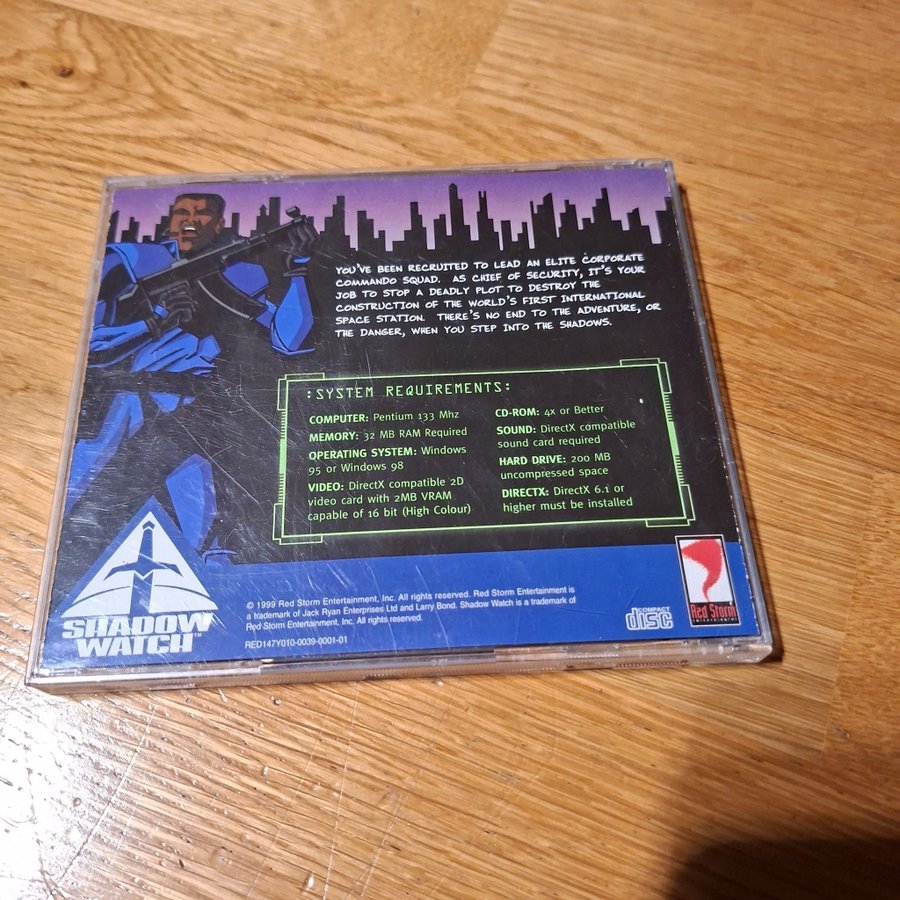 YOU'VE BEEN RECRUITED TO LEAD AN ELITE CORPORATE
COMMANDO SQUAD. AS CHIEF OF SECURITY, IT'S YOUR
JOB TO STOP A DEADLY PLOT TO DESTROY THE
CONSTRUCTION OF THE WORLD'S FIRST INTERNATIONAL
SPACE STATION. THERE'S NO END TO THE ADVENTURE, OR
THE DANGER, WHEN YOU STEP INTO THE SHADOWS.
:SYSTEM REQUIREMENTS:
COMPUTER: Pentium 133 Mhz
MEMORY: 32 MB RAM Required
OPERATING SYSTEM: Windows
95 or Windows 98
VIDEO: DirectX compatible 2D
video card with 2MB VRAM
capable of 16 bit (High Colour)
CD-ROM: 4x or Better
SOUND: DirectX compatible
sound card required
HARD DRIVE: 200 MB
uncompressed space
DIRECTX: DirectX 6.1 or
higher must be installed
SHADOW
WATCH™
© 1999 Red Storm Entertainment, Inc. All rights reserved. Red Storm Entertainment is
a trademark of Jack Ryan Enterprises Ltd and Larry Bond. Shadow Watch is a trademark of
Red Storm Entertainment, Inc. All rights reserved.
RED147Y010-0039-0001-01
COMPACT
disc
Red Storm
ENTERTAINMENT